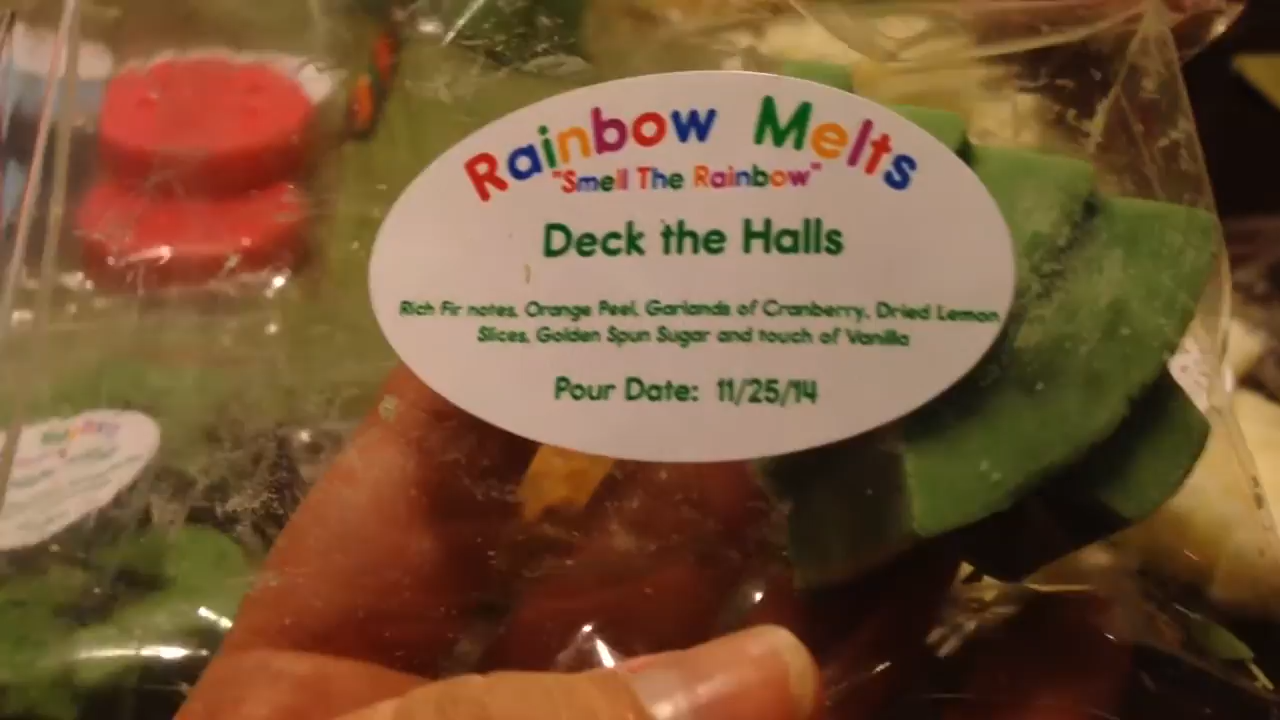 Rainbow Melts
"Smell The Rainbow"
Deck the Halls
Rich Fir notes, Orange Peel, Garlands of Cranberry, Dried Lemon
Slices, Golden Spun Sugar and touch of Vanilla
Pour Date: 11/25/14